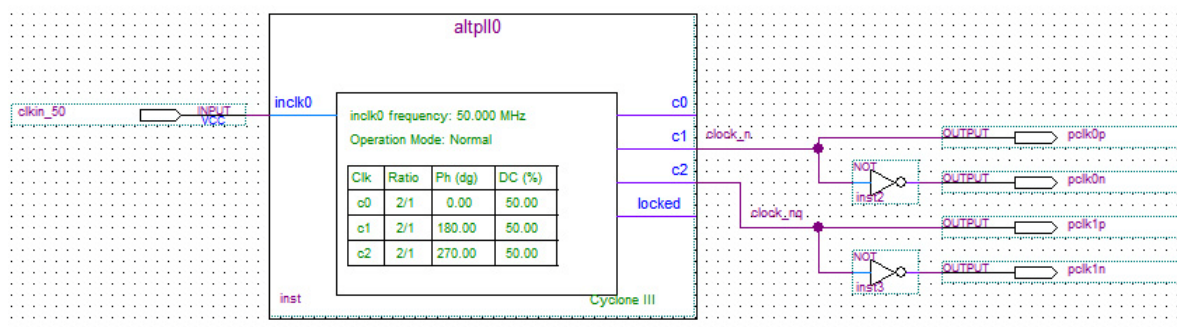 altpll0
clkin_50
INPUT
VCC
inclk0
inclk0 frequency: 50.000 MHz
Operation Mode: Normal
Clk Ratio Ph (dg) DC (%)
c0 2/1 0.00 50.00
c1 2/1 180.00 50.00
c2 2/1 270.00 50.00
c0
c1
c2
locked
inst
Cyclone III
clock_n
clock_nq
OUTPUT
pclk0p
NOT
inst2
OUTPUT
pclk0n
OUTPUT
pclk1p
NOT
inst3
OUTPUT
pclk1n